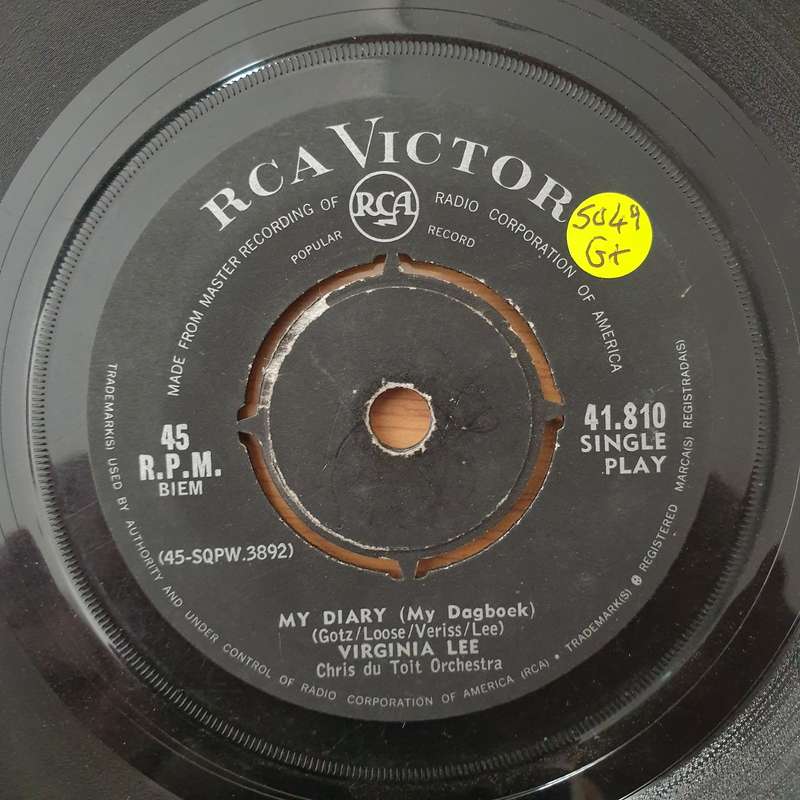 RCA VICTOR
MADE FROM MASTER RECORDING OF RADIO CORPORATION OF AMERICA
RCA
POPULAR RECORD
5049
G+
45
R.P.M.
BIEM
41.810
SINGLE
PLAY
(45-SQPW.3892)
MY DIARY (My Dagboek)
(Gotz/Loose/Veriss/Lee)
VIRGINIA LEE
Chris du Toit Orchestra
TRADEMARK(S) USED BY AUTHORITY AND UNDER CONTROL OF RADIO CORPORATION OF AMERICA (RCA) • TRADEMARK(S) ® REGISTERED MARCA(S) REGISTRADA(S)